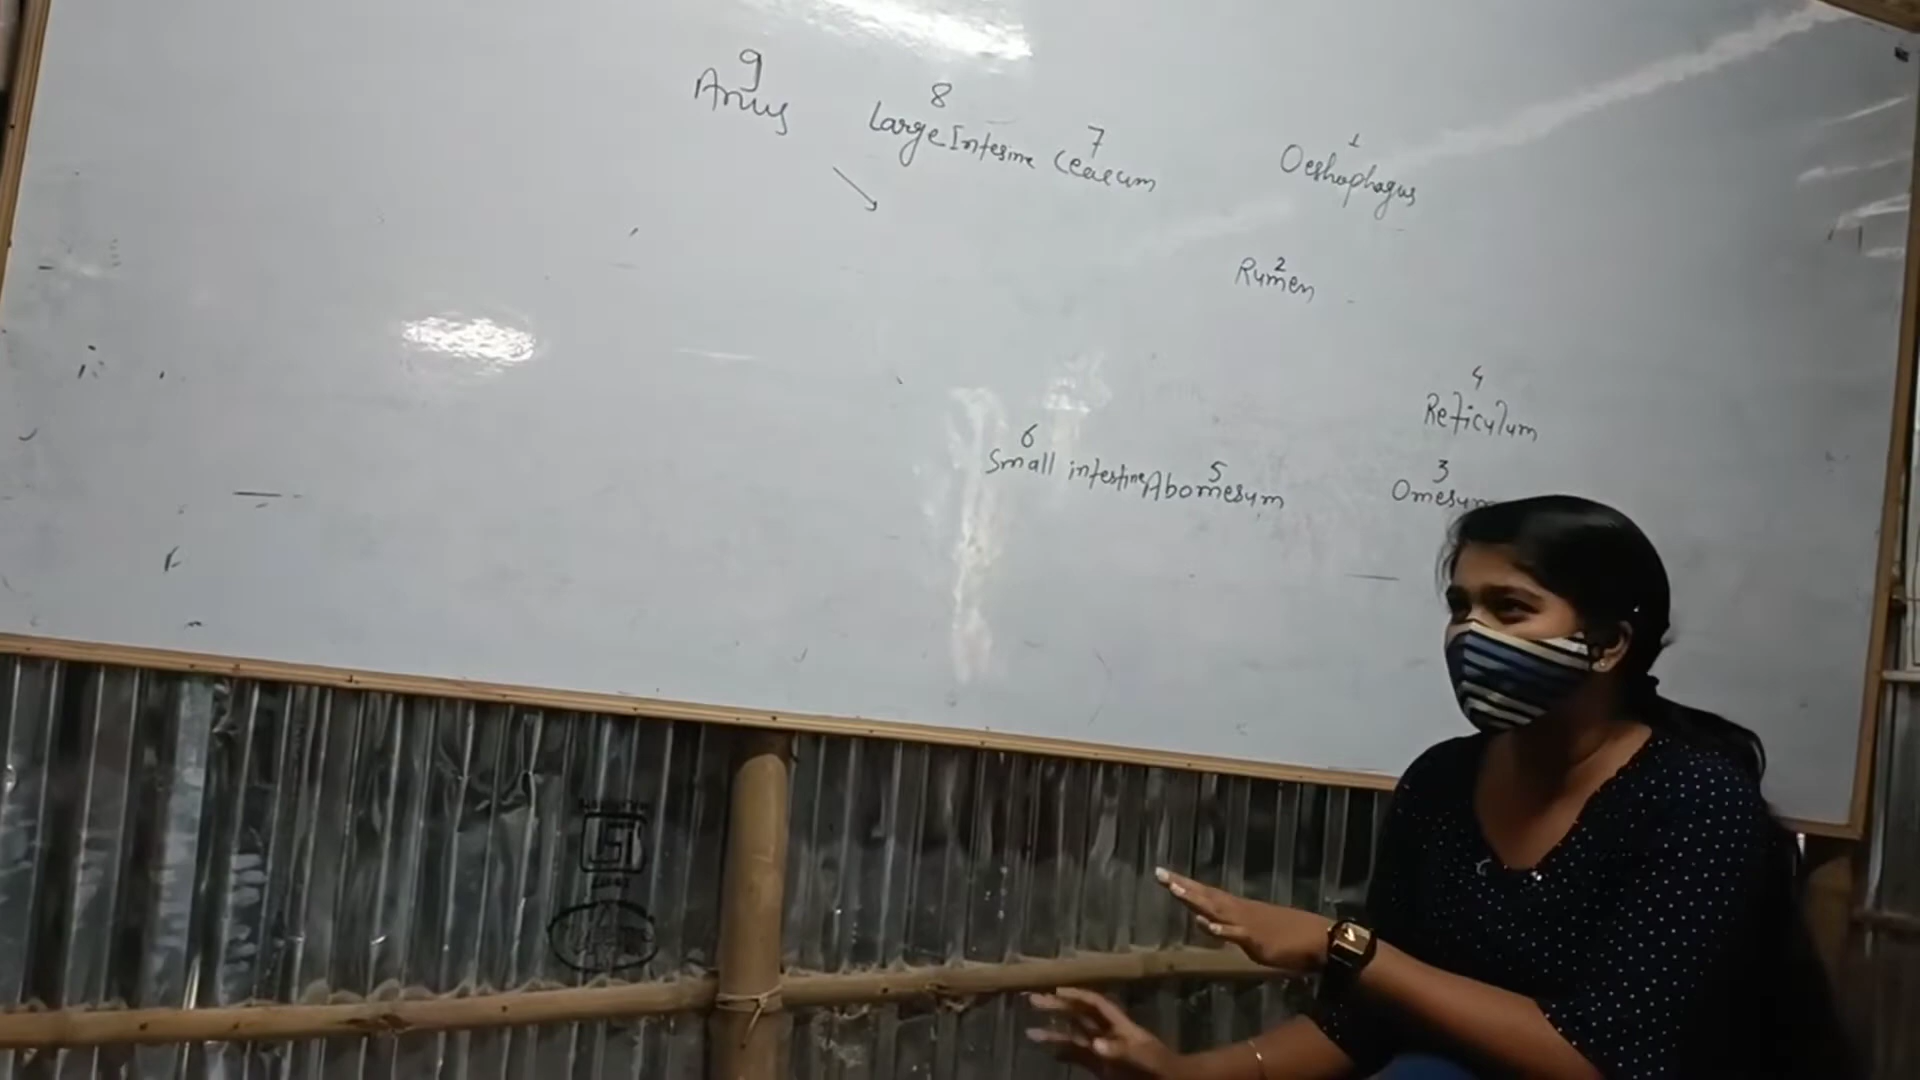 9
Anus
8
Large Intesine
7
Ceaecum
1
Oeshophagus
2
Rumen
4
Reticulum
6
Small intestine
5
Abomesum
3
Omesum